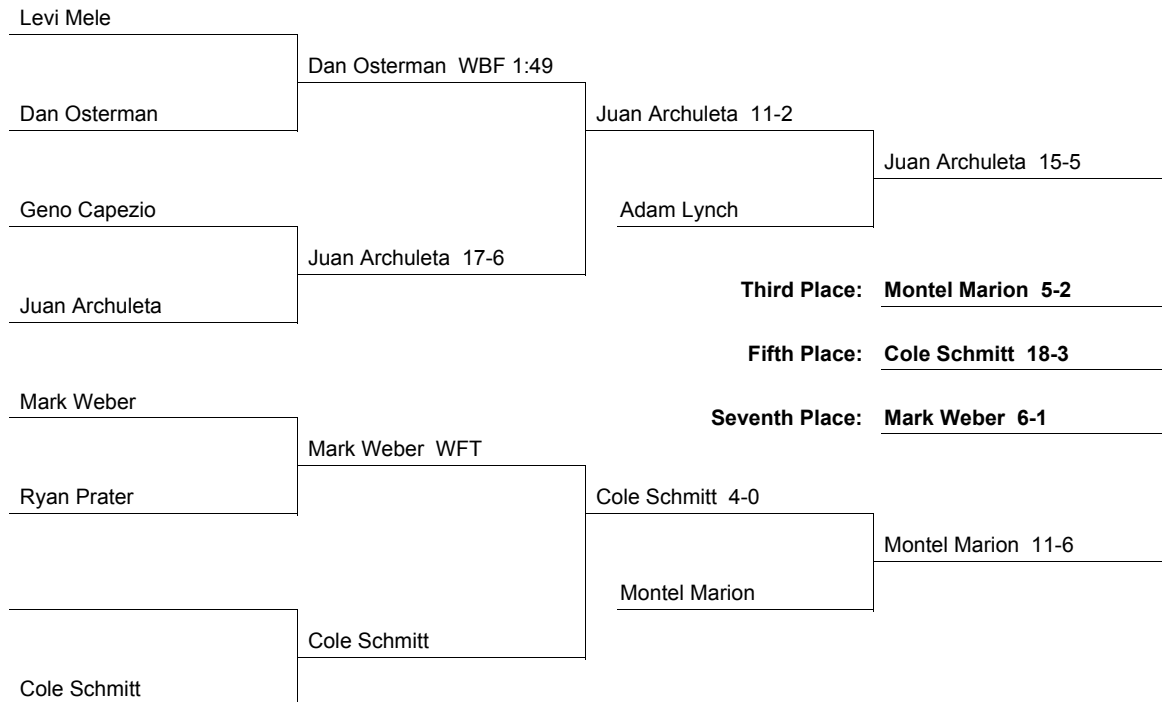 Levi Mele
Dan Osterman  WBF 1:49
Dan Osterman
Juan Archuleta  11-2
Juan Archuleta  15-5
Geno Capezio
Adam Lynch
Juan Archuleta  17-6
Third Place:  Montel Marion  5-2
Juan Archuleta
Fifth Place:  Cole Schmitt  18-3
Mark Weber
Seventh Place:  Mark Weber  6-1
Mark Weber  WFT
Ryan Prater
Cole Schmitt  4-0
Montel Marion  11-6
Montel Marion
Cole Schmitt
Cole Schmitt